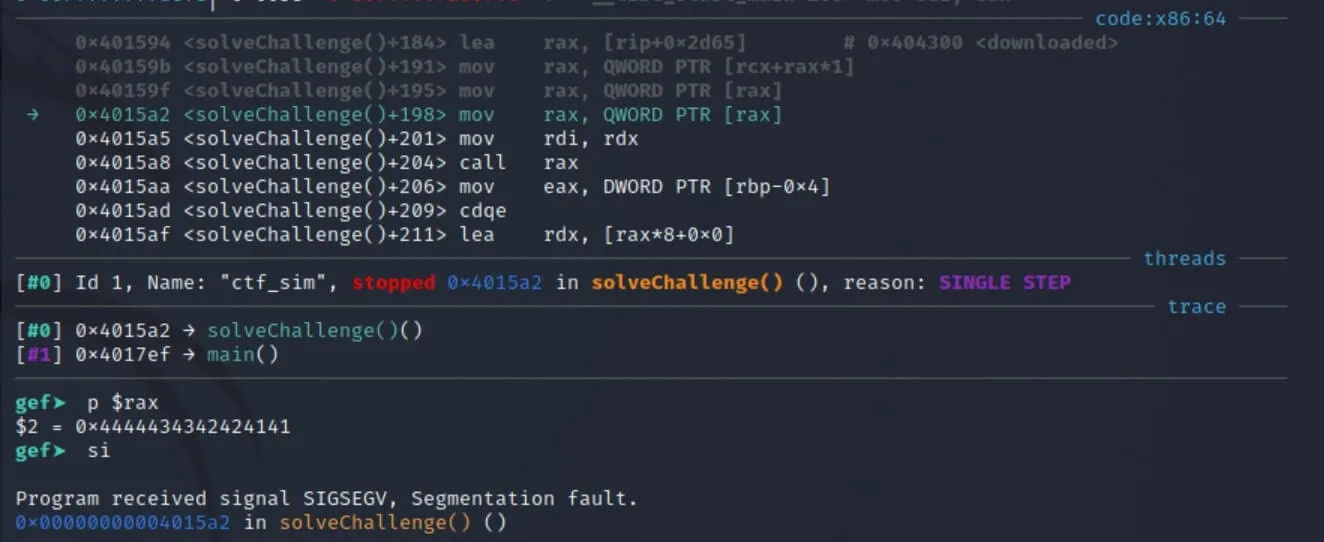 code:x86:64
0×401594 <solveChallenge()+184> lea rax, [rip+0×2d65] # 0×404300 <downloaded>
0×40159b <solveChallenge()+191> mov rax, QWORD PTR [rcx+rax*1]
0×40159f <solveChallenge()+195> mov rax, QWORD PTR [rax]
→ 0×4015a2 <solveChallenge()+198> mov rax, QWORD PTR [rax]
0×4015a5 <solveChallenge()+201> mov rdi, rdx
0×4015a8 <solveChallenge()+204> call rax
0×4015aa <solveChallenge()+206> mov eax, DWORD PTR [rbp-0×4]
0×4015ad <solveChallenge()+209> cdqe
0×4015af <solveChallenge()+211> lea rdx, [rax*8+0×0]
threads
[#0] Id 1, Name: "ctf_sim", stopped 0×4015a2 in solveChallenge() (), reason: SINGLE STEP
trace
[#0] 0×4015a2 → solveChallenge()()
[#1] 0×4017ef → main()
gef➤ p $rax
$2 = 0×4444434342424141
gef➤ si
Program received signal SIGSEGV, Segmentation fault.
0×00000000004015a2 in solveChallenge() ()